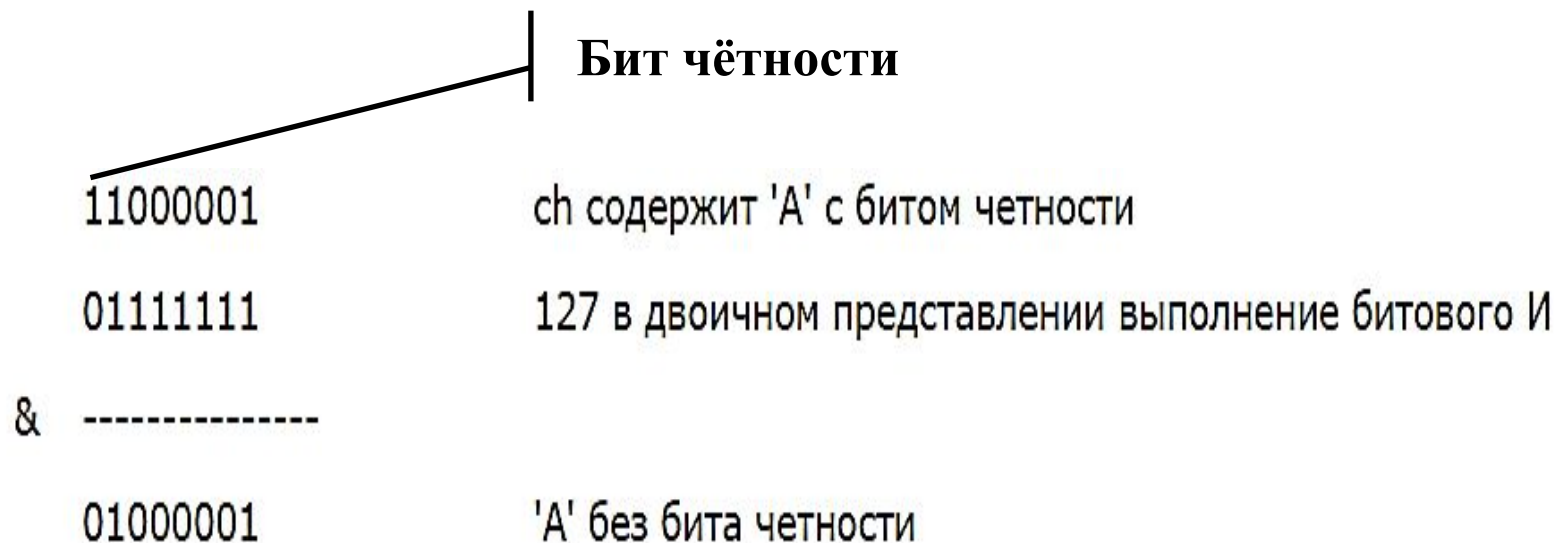 Бит чётности
11000001 ch содержит 'А' с битом четности
01111111 127 в двоичном представлении выполнение битового И
& ---------------
01000001 'А' без бита четности